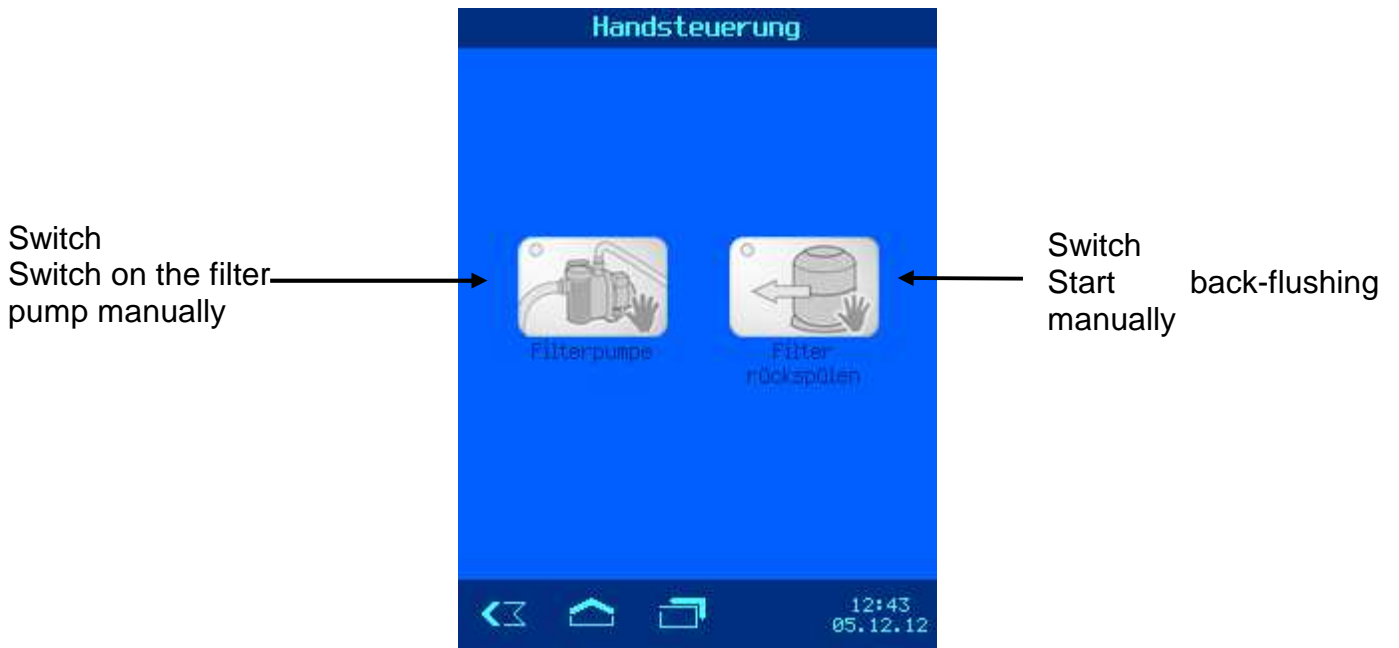 Handsteuerung
Switch
Switch on the filter
pump manually
Switch
Start back-flushing
manually
Filterpumpe
Filter
rückspülen
12:43
05.12.12